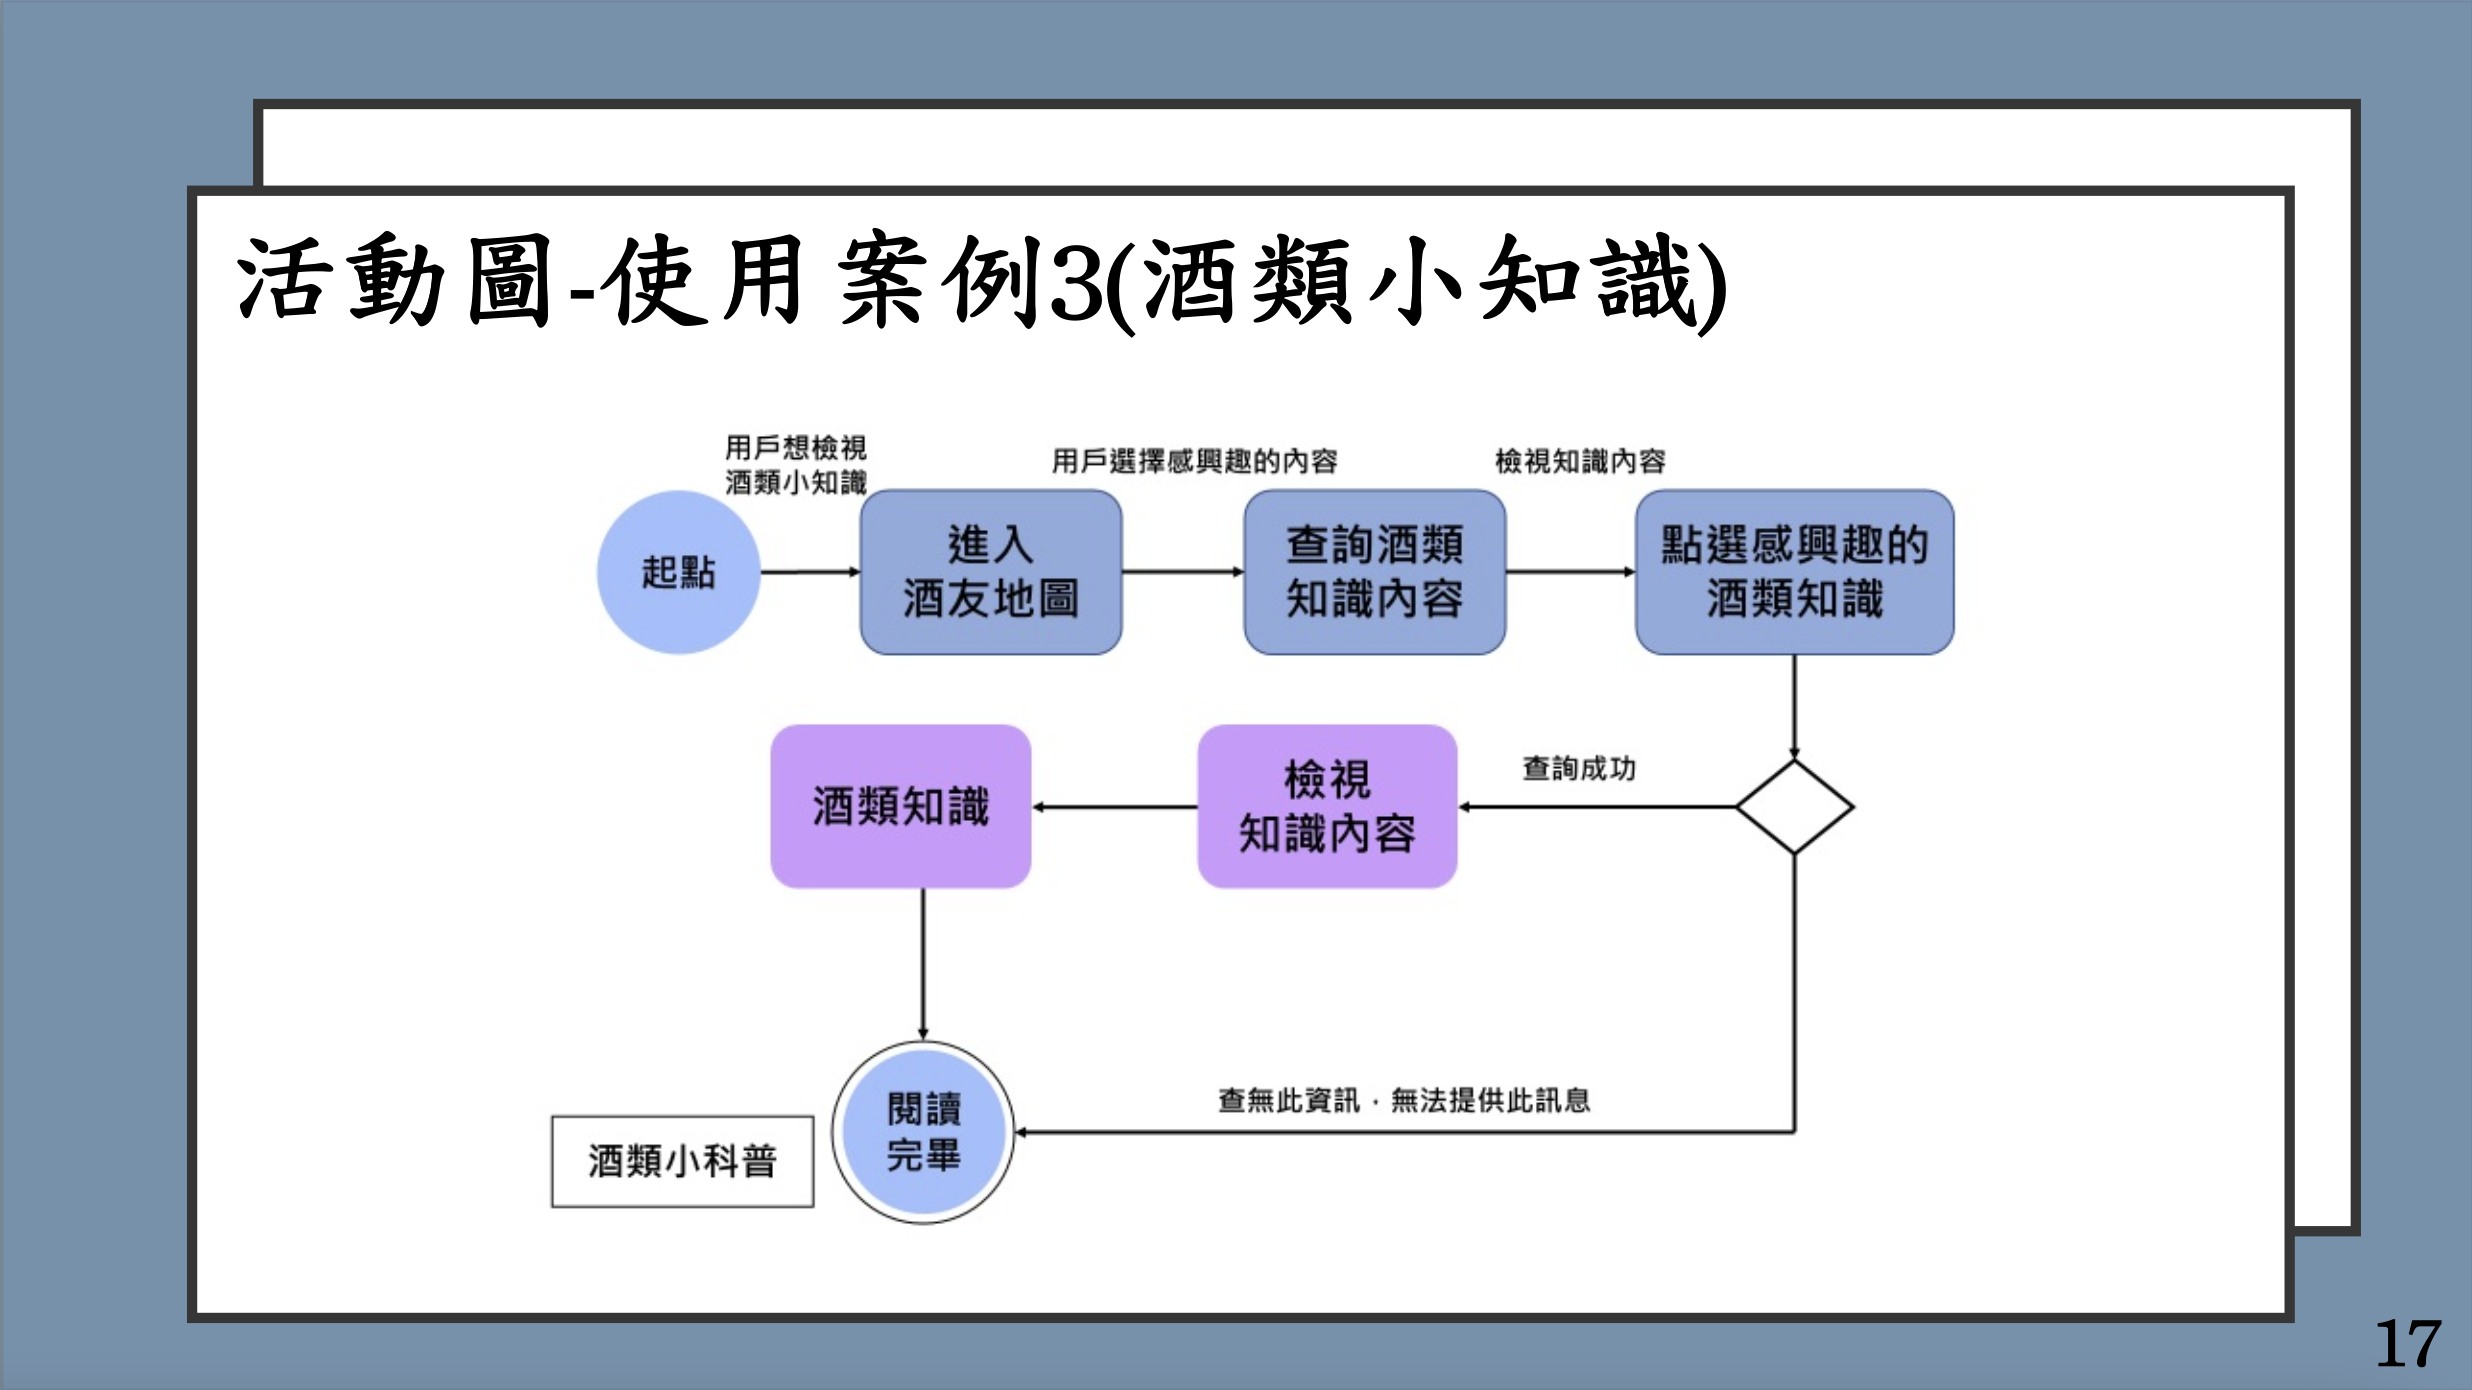 活動圖-使用案例3(酒類小知識)
用戶想檢視
酒類小知識
用戶選擇感興趣的內容
檢視知識內容
起點
進入
酒友地圖
查詢酒類
知識內容
點選感興趣的
酒類知識
酒類知識
檢視
知識內容
查詢成功
閱讀
完畢
查無此資訊，無法提供此訊息
酒類小科普
17